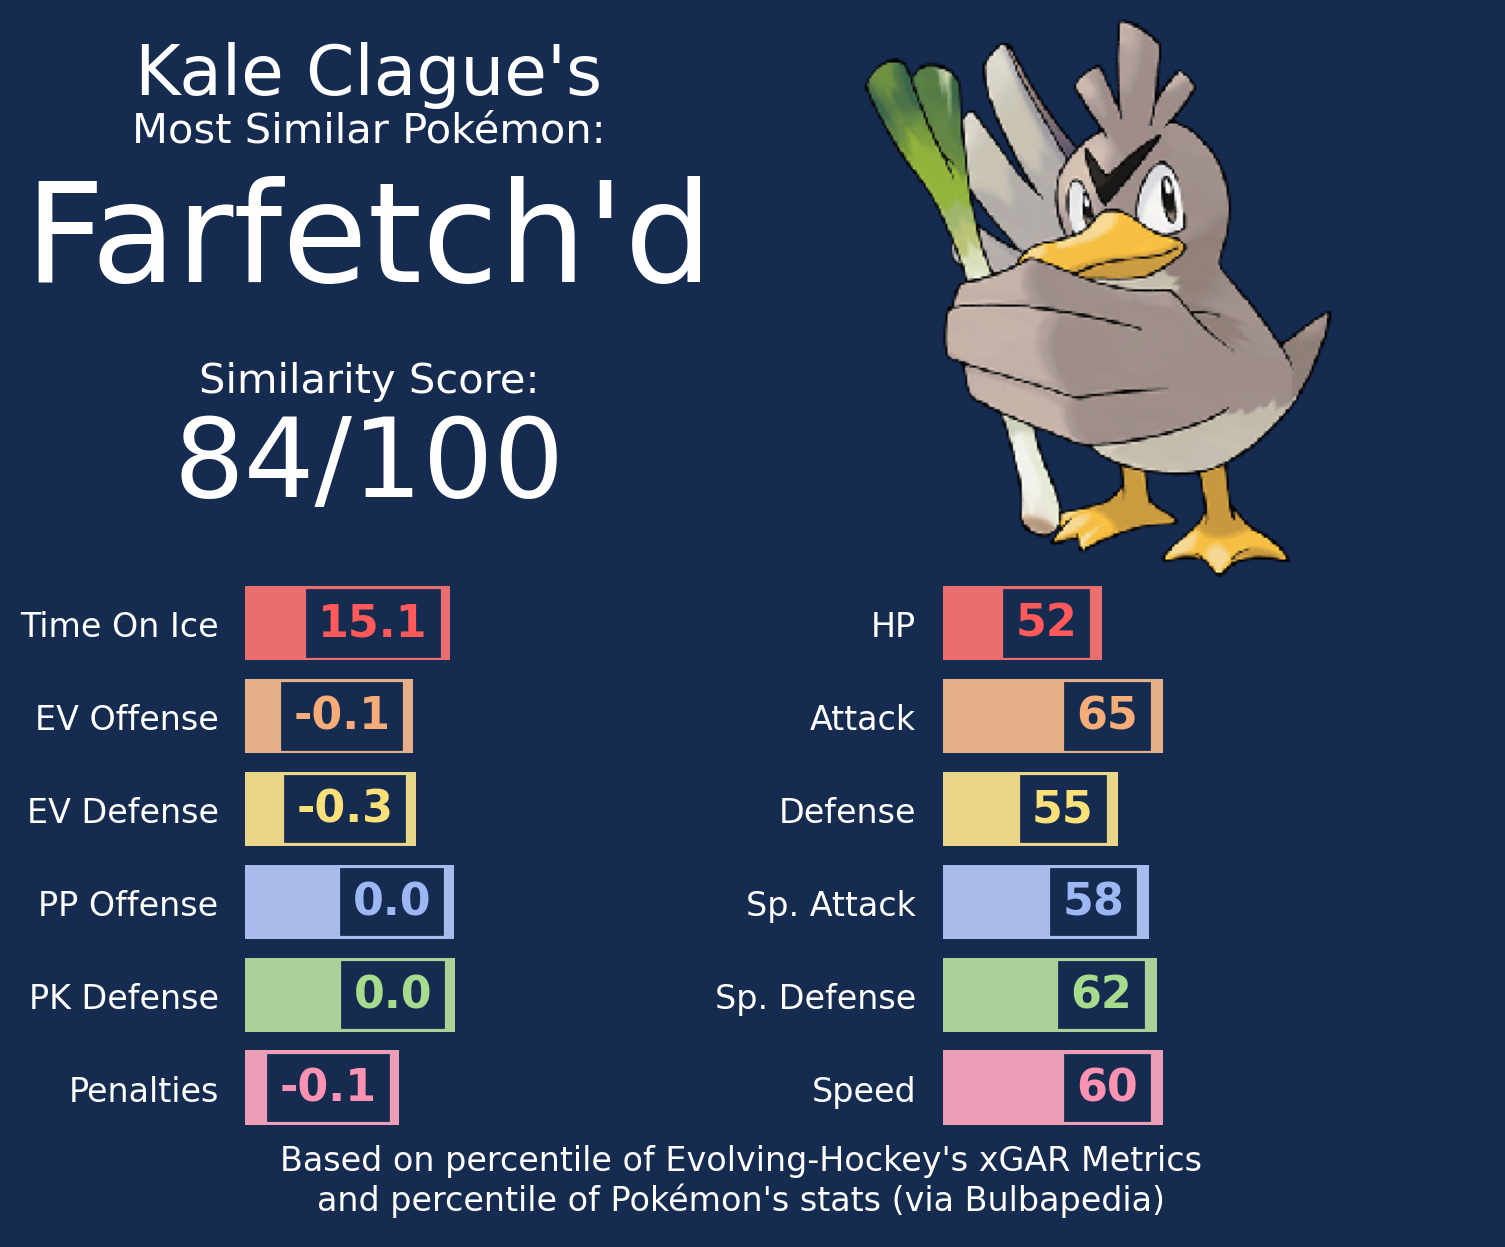 Kale Clague's
Most Similar Pokémon:
Farfetch'd
Similarity Score:
84/100
Time On Ice 15.1
EV Offense -0.1
EV Defense -0.3
PP Offense 0.0
PK Defense 0.0
Penalties -0.1
HP 52
Attack 65
Defense 55
Sp. Attack 58
Sp. Defense 62
Speed 60
Based on percentile of Evolving-Hockey's xGAR Metrics
and percentile of Pokémon's stats (via Bulbapedia)